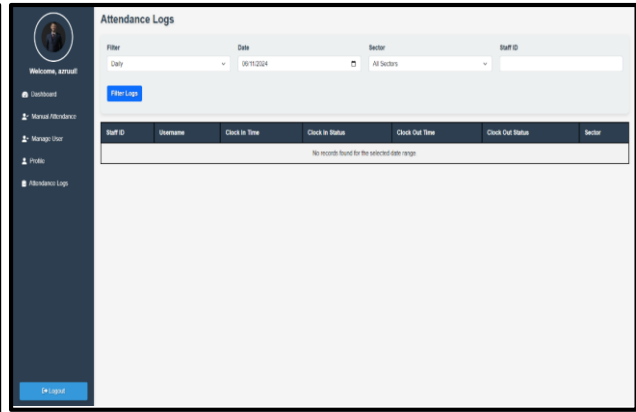 Attendance Logs
Filter Date Sector Staff ID
Daily 06/11/2024 All Sectors
Filter Logs
Staff ID Username Clock In Time Clock In Status Clock Out Time Clock Out Status Sector
No records found for the selected date range.
Welcome, azruul!
Dashboard
Manual Attendance
Manage User
Profile
Attendance Logs
Logout